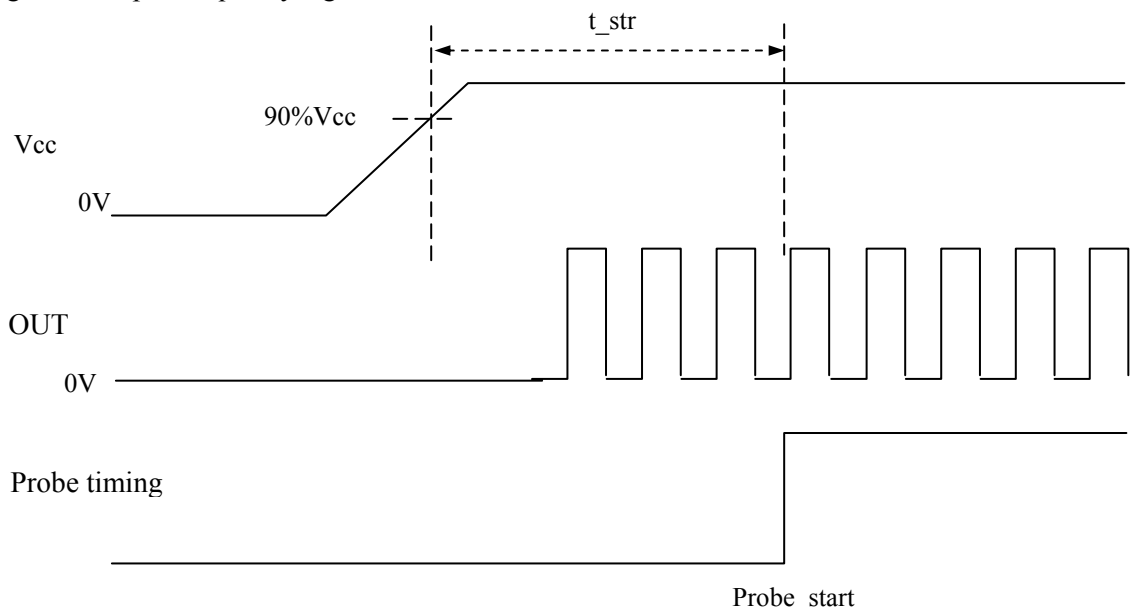 t_str
90%Vcc
Vcc
0V
OUT
0V
Probe timing
Probe start